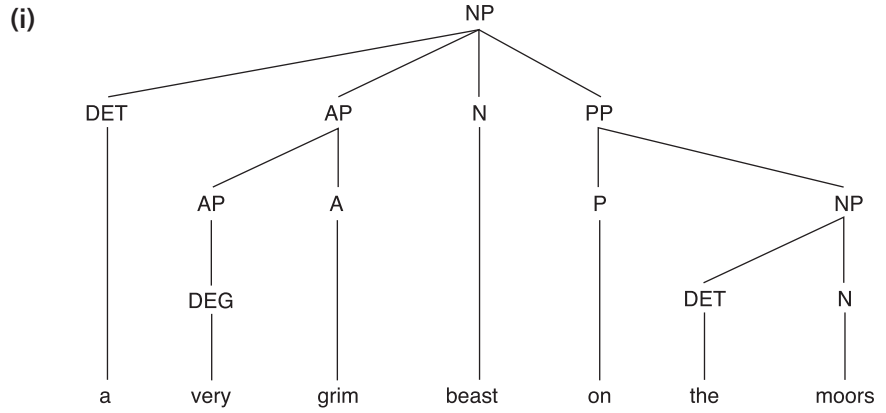 (i) NP
DET AP N PP
AP A P NP
DEG DET N
a very grim beast on the moors